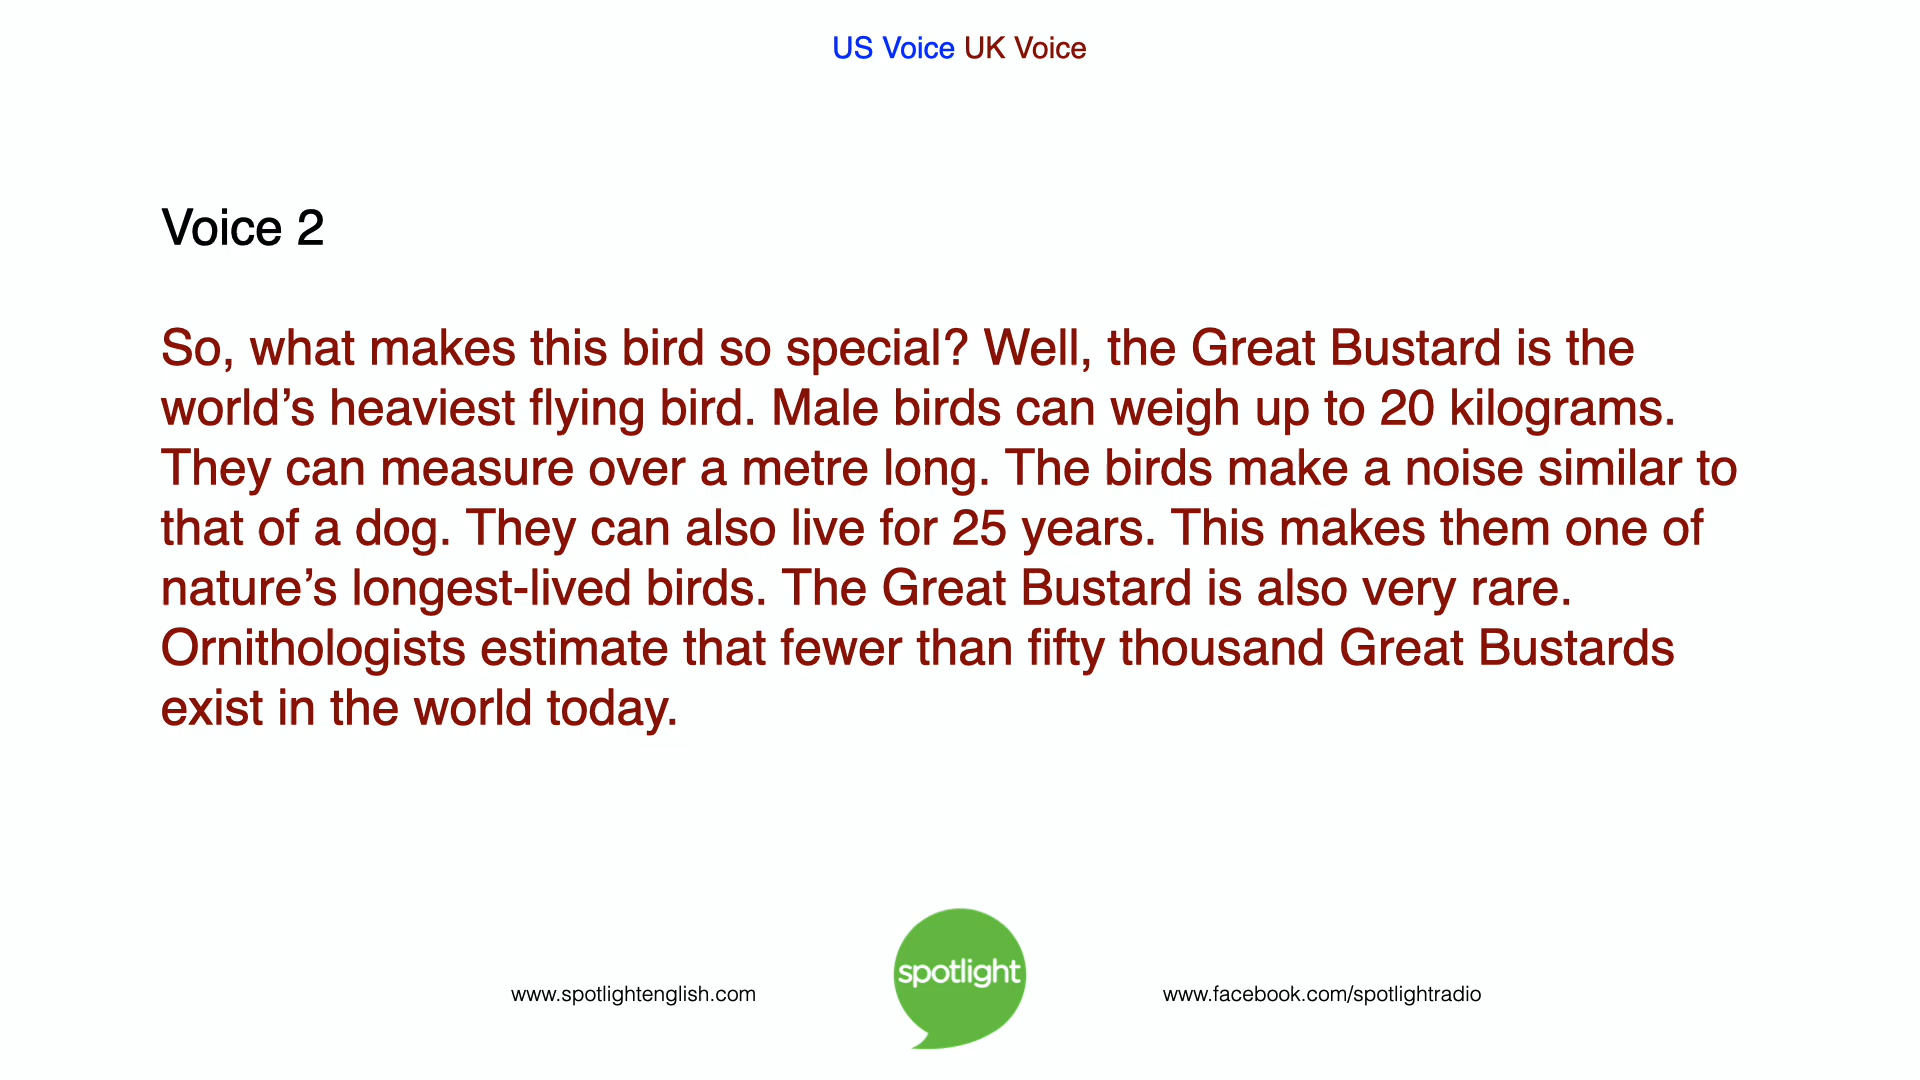 US Voice UK Voice
Voice 2
So, what makes this bird so special? Well, the Great Bustard is the
world’s heaviest flying bird. Male birds can weigh up to 20 kilograms.
They can measure over a metre long. The birds make a noise similar to
that of a dog. They can also live for 25 years. This makes them one of
nature’s longest-lived birds. The Great Bustard is also very rare.
Ornithologists estimate that fewer than fifty thousand Great Bustards
exist in the world today.
spotlight
www.spotlightenglish.com
www.facebook.com/spotlightradio